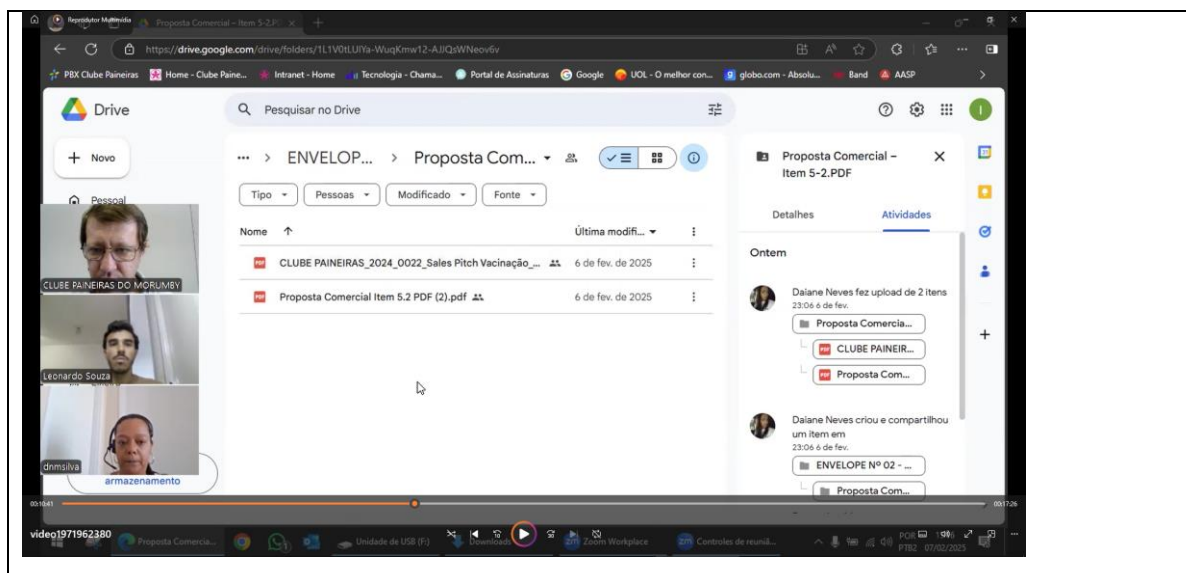 Reprodutor Multimídia
Proposta Comercial – Item 5-2.PD
https://drive.google.com/drive/folders/1L1V0tLUIYa-WuqKmw12-AJJQsWNeov6v
PBX Clube Paineiras Home - Clube Paine... Intranet - Home Tecnologia - Chama... Portal de Assinaturas Google UOL - O melhor con... globo.com - Absolu... Band AASP
Drive
Pesquisar no Drive
Novo
ENVELOP... > Proposta Com...
Proposta Comercial –
Item 5-2.PDF
Tipo Pessoas Modificado Fonte
Pessoal
Detalhes Atividades
Nome Última modifi...
Ontem
CLUBE PAINEIRAS_2024_0022_Sales Pitch Vacinação_... 6 de fev. de 2025
CLUBE PAINEIRAS DO MORUMBY
Proposta Comercial Item 5.2 PDF (2).pdf 6 de fev. de 2025
Daiane Neves fez upload de 2 itens
23:06 6 de fev.
Proposta Comercia...
CLUBE PAINEIR...
Proposta Com...
Leonardo Souza
Daiane Neves criou e compartilhou
um item em
23:06 6 de fev.
ENVELOPE Nº 02 - ...
Proposta Com...
dnmsilva
armazenamento
00:10:41 00:17:26
video1971962380
Proposta Comercia... Unidade de USB (F:) Downloads Zoom Workplace Controles de reuniã...
POR
PTB2 07/02/2025